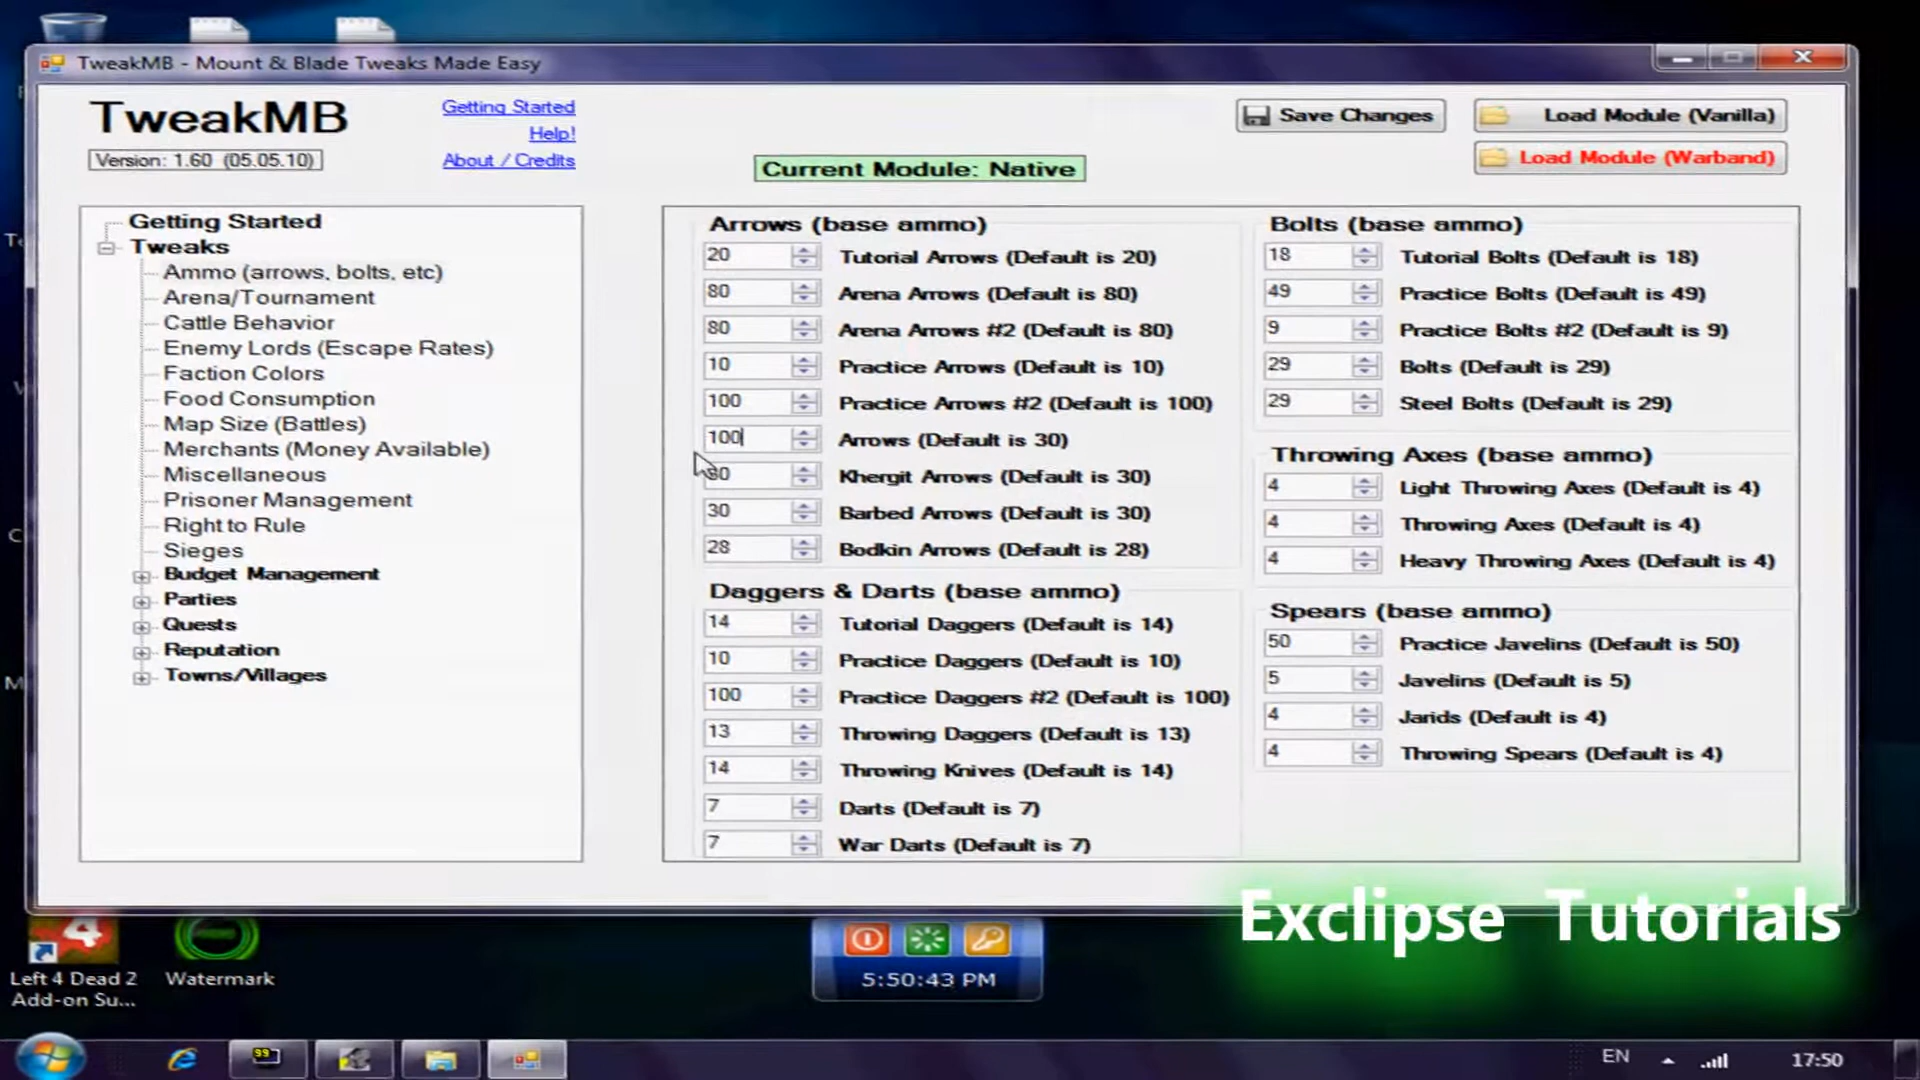 TweakMB - Mount & Blade Tweaks Made Easy
TweakMB
Version: 1.60 (05.05.10)
Getting Started
Help!
About / Credits
Save Changes
Load Module (Vanilla)
Load Module (Warband)
Current Module: Native
Getting Started
Tweaks
Ammo (arrows, bolts, etc)
Arena/Tournament
Cattle Behavior
Enemy Lords (Escape Rates)
Faction Colors
Food Consumption
Map Size (Battles)
Merchants (Money Available)
Miscellaneous
Prisoner Management
Right to Rule
Sieges
Budget Management
Parties
Quests
Reputation
Towns/Villages
Arrows (base ammo)
20 Tutorial Arrows (Default is 20)
80 Arena Arrows (Default is 80)
80 Arena Arrows #2 (Default is 80)
10 Practice Arrows (Default is 10)
100 Practice Arrows #2 (Default is 100)
100 Arrows (Default is 30)
Khergit Arrows (Default is 30)
30 Barbed Arrows (Default is 30)
28 Bodkin Arrows (Default is 28)
Daggers & Darts (base ammo)
14 Tutorial Daggers (Default is 14)
10 Practice Daggers (Default is 10)
100 Practice Daggers #2 (Default is 100)
13 Throwing Daggers (Default is 13)
14 Throwing Knives (Default is 14)
7 Darts (Default is 7)
7 War Darts (Default is 7)
Bolts (base ammo)
18 Tutorial Bolts (Default is 18)
49 Practice Bolts (Default is 49)
9 Practice Bolts #2 (Default is 9)
29 Bolts (Default is 29)
29 Steel Bolts (Default is 29)
Throwing Axes (base ammo)
4 Light Throwing Axes (Default is 4)
4 Throwing Axes (Default is 4)
4 Heavy Throwing Axes (Default is 4)
Spears (base ammo)
50 Practice Javelins (Default is 50)
5 Javelins (Default is 5)
4 Jarids (Default is 4)
4 Throwing Spears (Default is 4)
Exclipse Tutorials
4
Left 4 Dead 2
Add-on Su...
Watermark
5:50:43 PM
99
EN
17:50